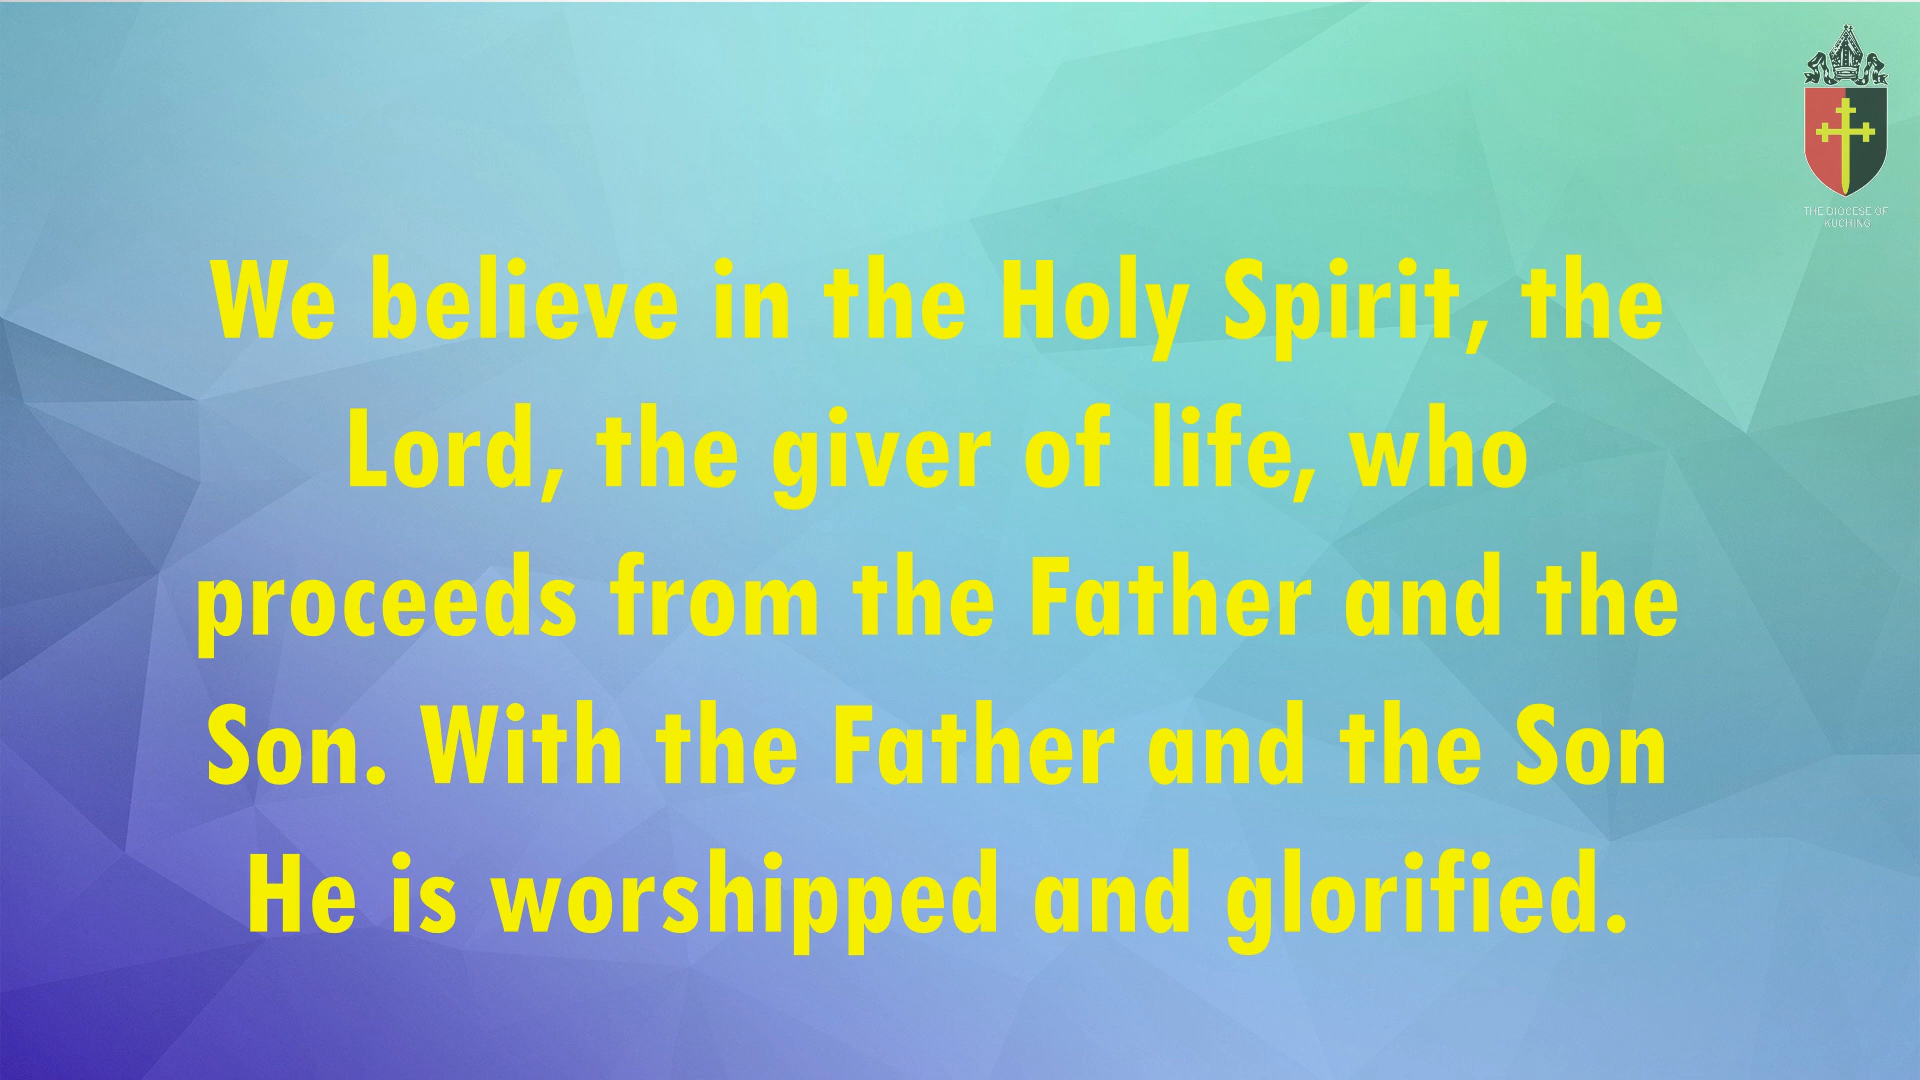 THE DIOCESE OF
KUCHING
We believe in the Holy Spirit, the
Lord, the giver of life, who
proceeds from the Father and the
Son. With the Father and the Son
He is worshipped and glorified.